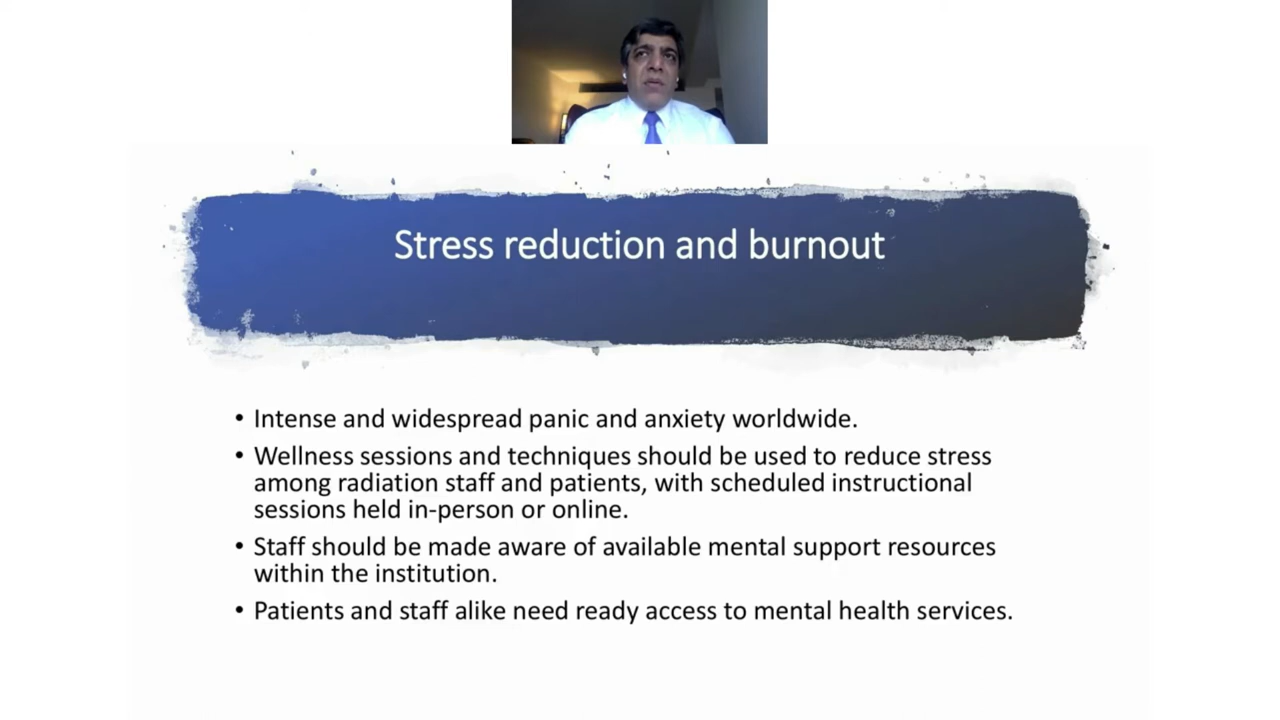 Stress reduction and burnout
• Intense and widespread panic and anxiety worldwide.
• Wellness sessions and techniques should be used to reduce stress
among radiation staff and patients, with scheduled instructional
sessions held in-person or online.
• Staff should be made aware of available mental support resources
within the institution.
• Patients and staff alike need ready access to mental health services.